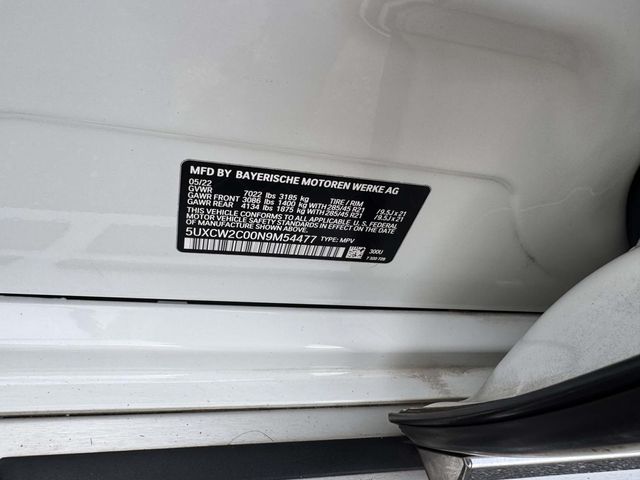 MFD BY BAYERISCHE MOTOREN WERKE AG
05/22
GVWR 7022 lbs 3185 kg TIRE / RIM
GAWR FRONT 3086 lbs 1400 kg WITH 285/45 R21 /9.5J x 21
GAWR REAR 4134 lbs 1875 kg WITH 285/45 R21 /9.5J x 21
THIS VEHICLE CONFORMS TO ALL APPLICABLE, U.S. FEDERAL
MOTOR VEHICLE SAFETY STANDARDS IN EFFECT
ON THE DATE OF MANUFACTURE SHOWN ABOVE.
5UXCW2C00N9M54477 TYPE: MPV
300U